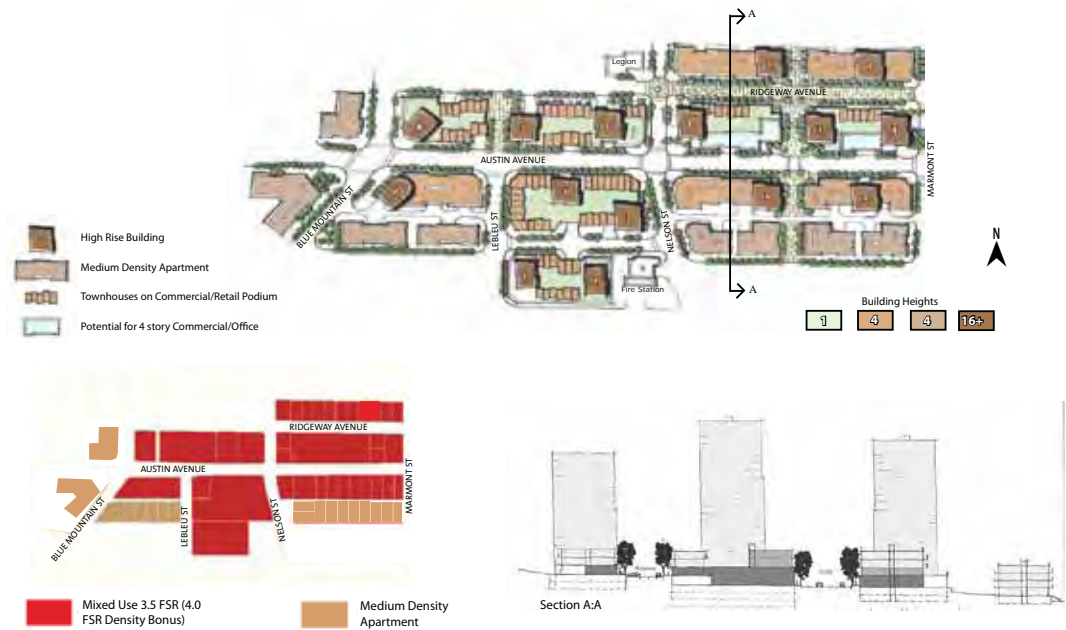 A
Legion
RIDGEWAY AVENUE
AUSTIN AVENUE
MARMONT ST
BLUE MOUNTAIN ST
LEBLEU ST
NELSON ST
N
High Rise Building
Medium Density Apartment
Townhouses on Commercial/Retail Podium
Potential for 4 story Commercial/Office
Fire Station
A
Building Heights
1 4 4 16+
RIDGEWAY AVENUE
AUSTIN AVENUE
MARMONT ST
BLUE MOUNTAIN ST
LEBLEU ST
NELSON ST
Mixed Use 3.5 FSR (4.0
FSR Density Bonus)
Medium Density
Apartment
Section A:A